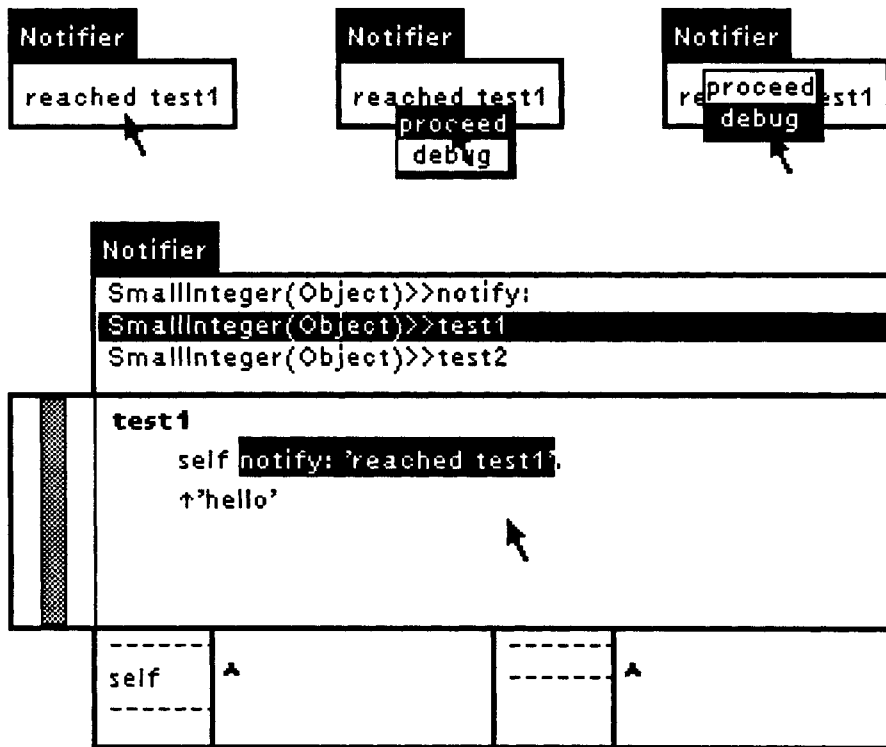 Notifier
reached test1
Notifier
reached test1
proceed
debug
Notifier
proceed
debug
Notifier
SmallInteger(Object)>>notify:
SmallInteger(Object)>>test1
SmallInteger(Object)>>test2
test1
self notify: 'reached test1'.
↑'hello'
self